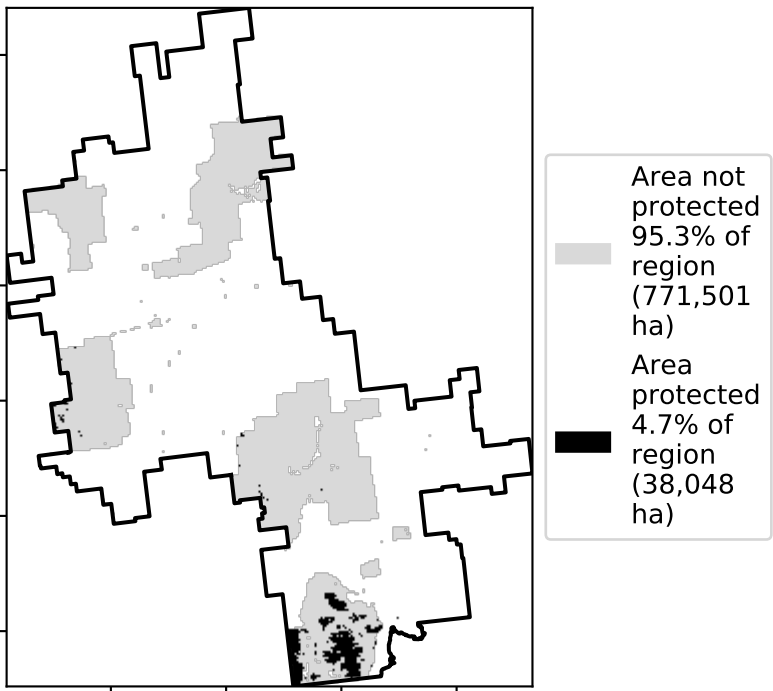 Area not
protected
95.3% of
region
(771,501
ha)
Area
protected
4.7% of
region
(38,048
ha)